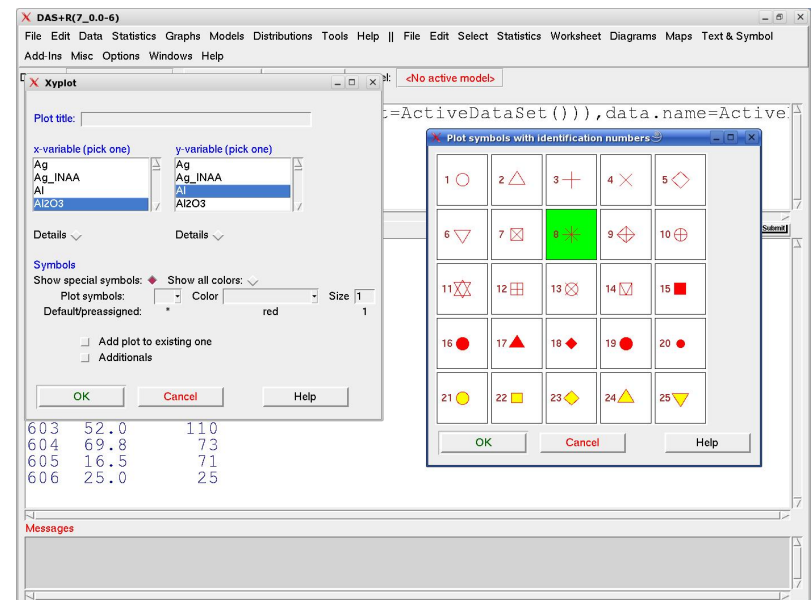 DAS+R(7_0.0-6)
File Edit Data Statistics Graphs Models Distributions Tools Help || File Edit Select Statistics Worksheet Diagrams Maps Text & Symbol
Add-Ins Misc Options Windows Help
<No active model>
Xyplot
t=ActiveDataSet())),data.name=Active
Plot title:
x-variable (pick one) y-variable (pick one)
Ag Ag
Ag_INAA Ag_INAA
Al Al
Al2O3 Al2O3
Details Details
Symbols
Show special symbols: Show all colors:
Plot symbols: Color Size 1
Default/preassigned: * red 1
Add plot to existing one
Additionals
OK Cancel Help
Plot symbols with identification numbers
1 2 3 4 5
6 7 8 9 10
11 12 13 14 15
16 17 18 19 20
21 22 23 24 25
OK Cancel Help
Submit
603 52.0 110
604 69.8 73
605 16.5 71
606 25.0 25
Messages